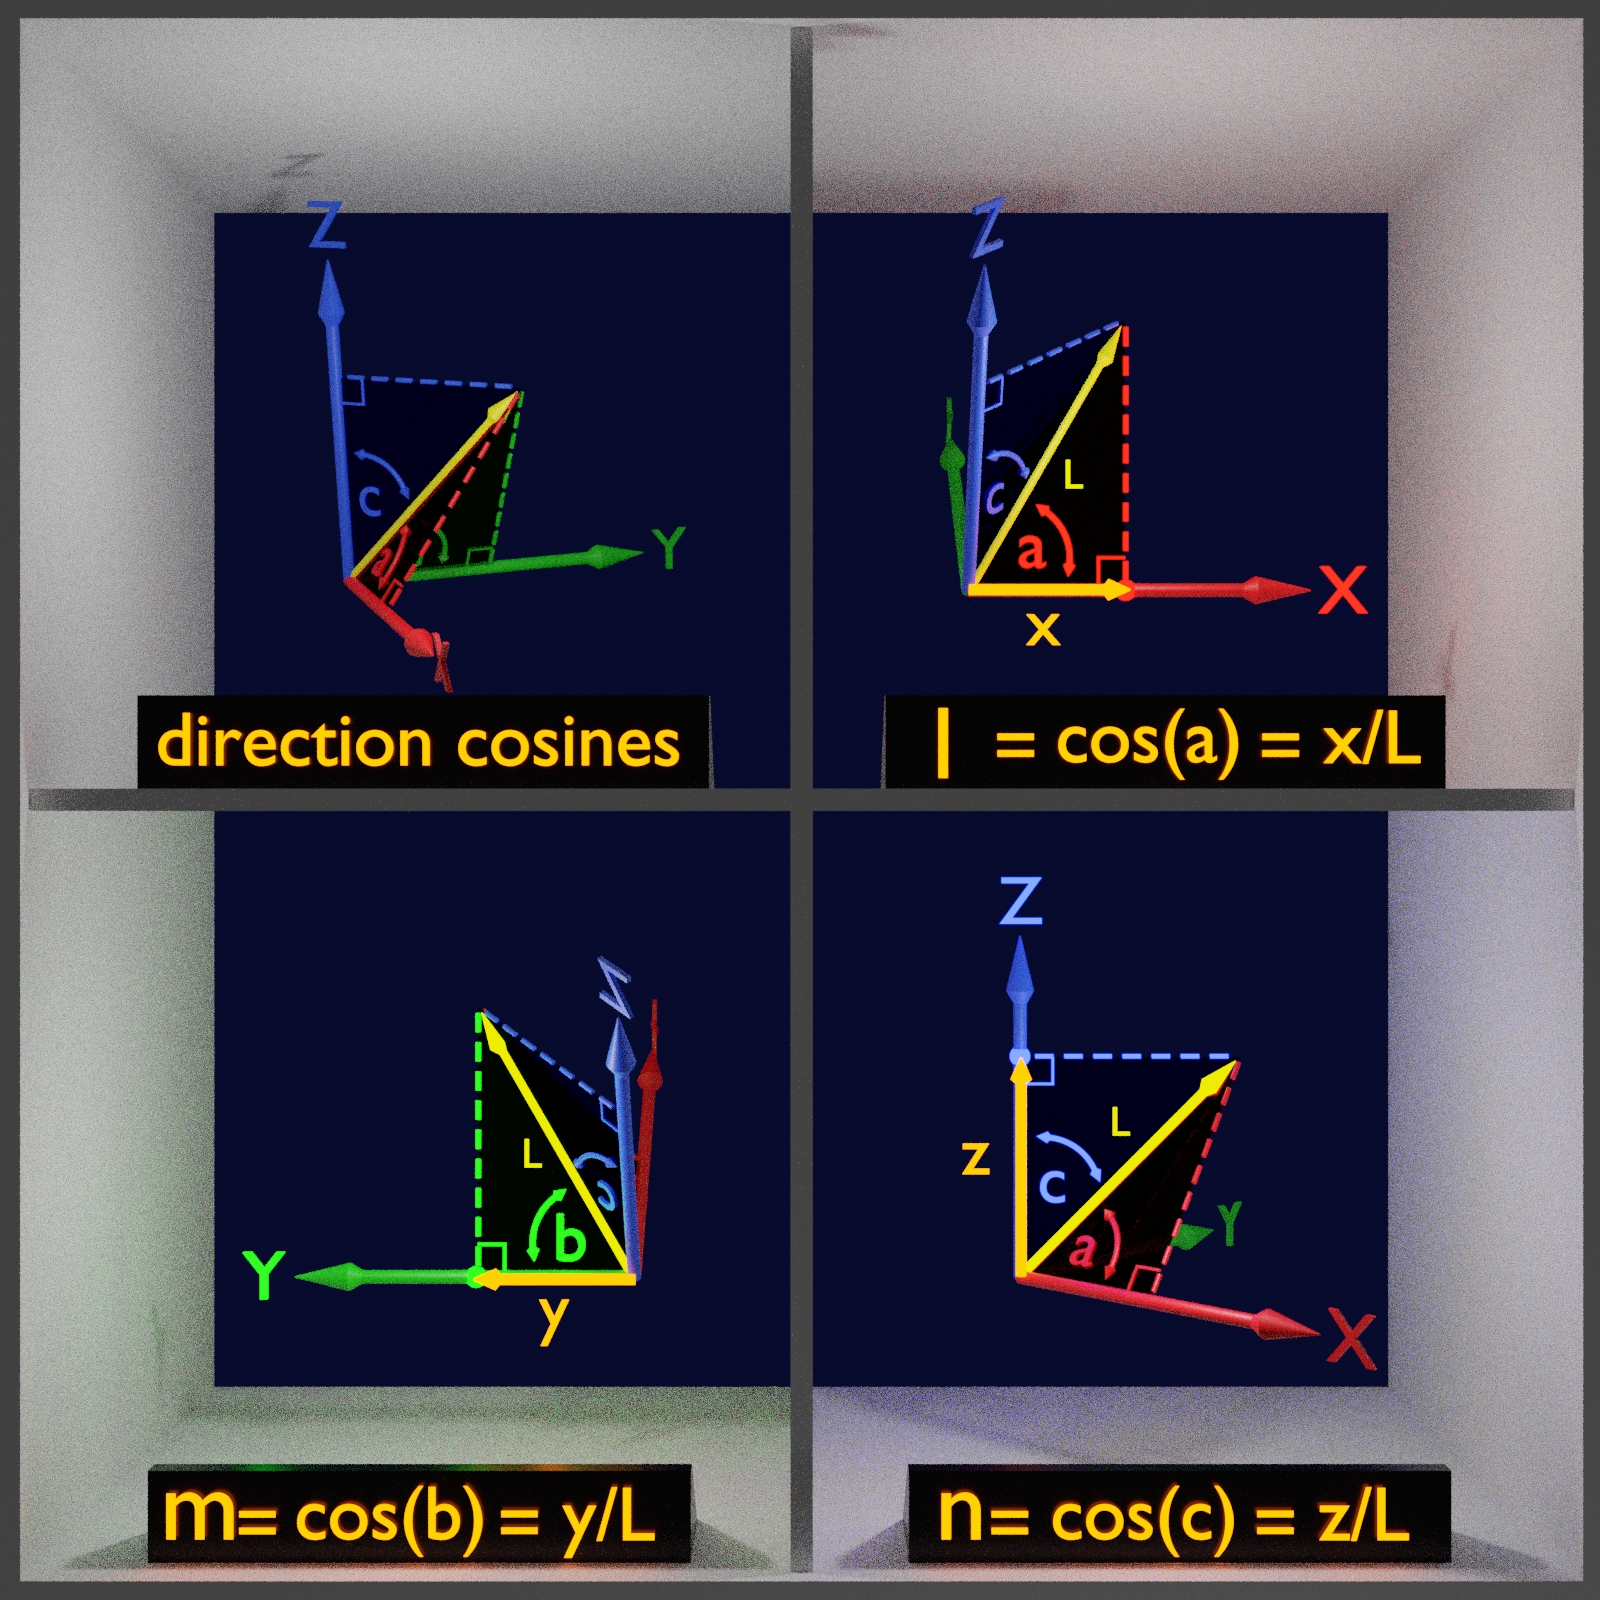 Z
c
a
Y
X
direction cosines
Z
c
L
a
X
x
l = cos(a) = x/L
Z
L
c
b
Y
y
m= cos(b) = y/L
Z
L
z
c
Y
a
X
n= cos(c) = z/L